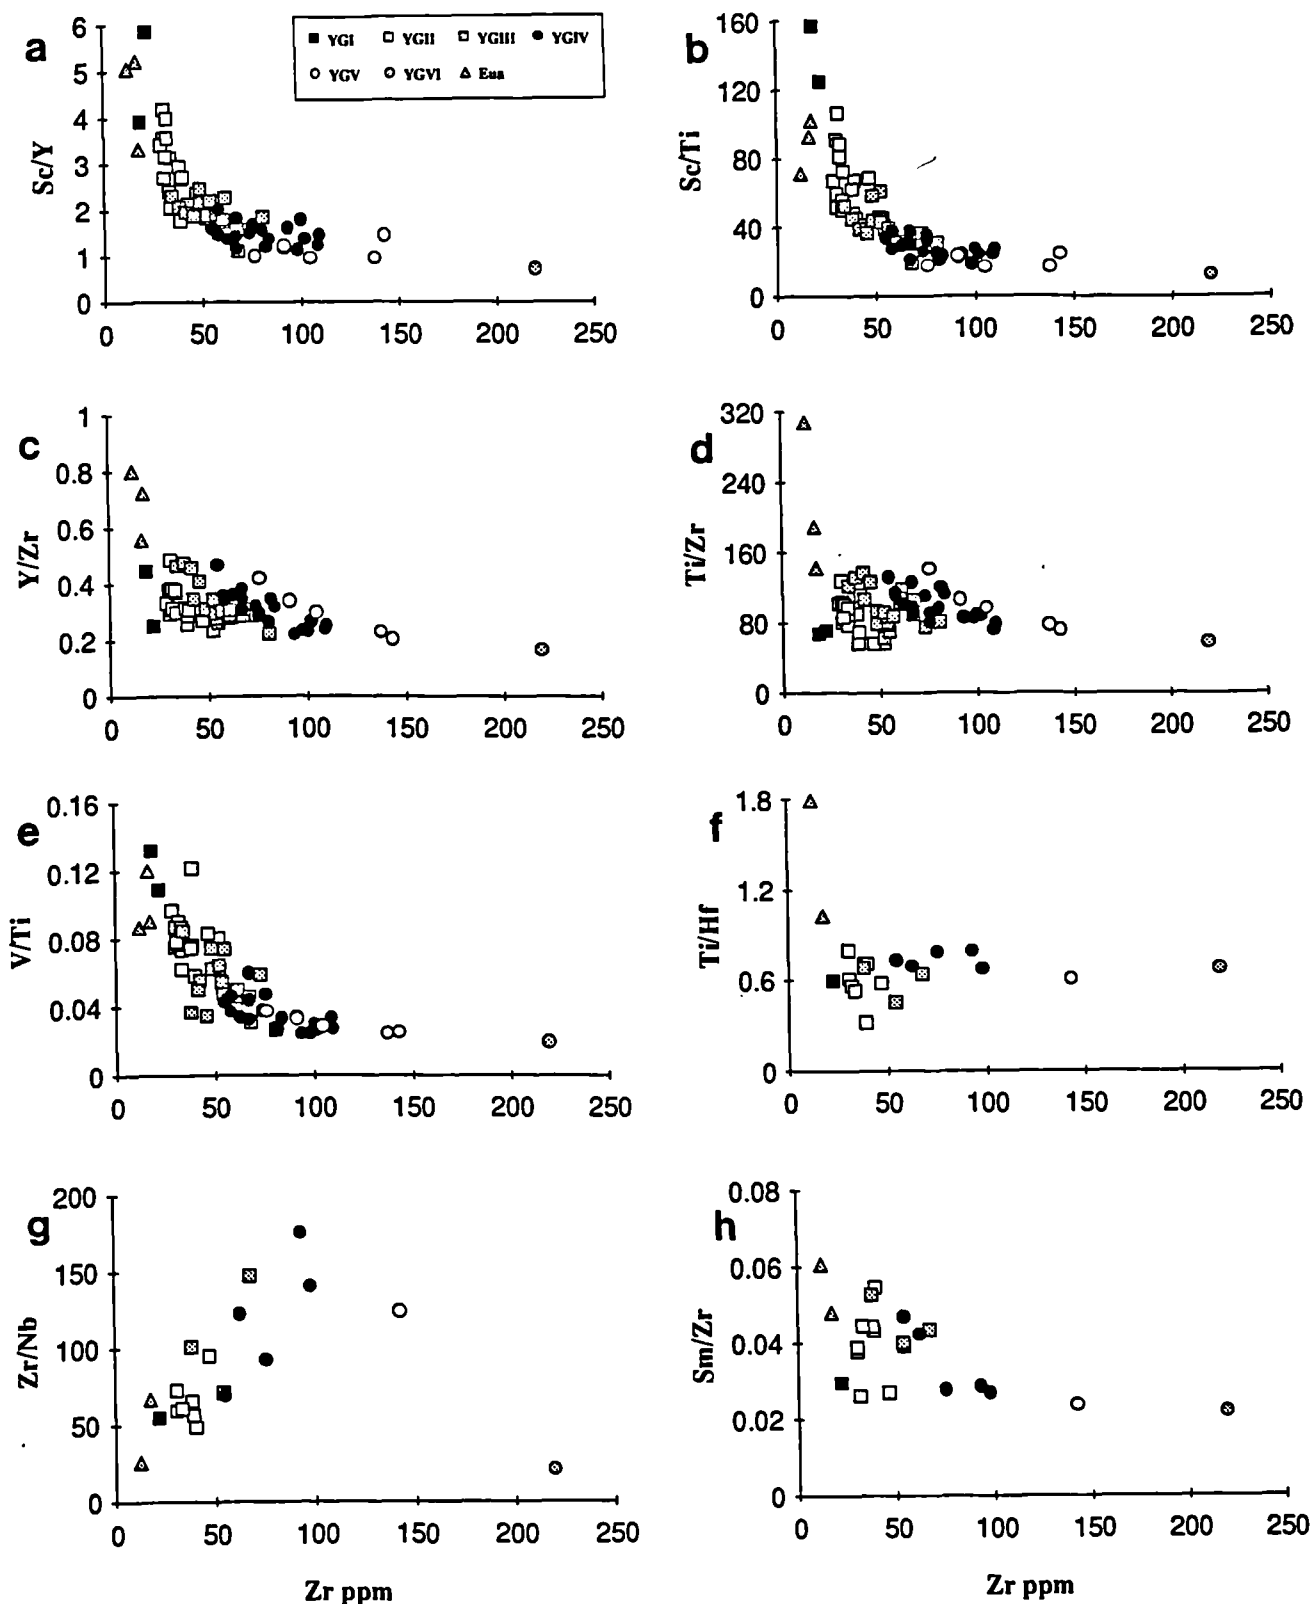 a
6
5
4
3
2
1
0
Sc/Y
0 50 100 150 200 250
YGI YGII YGIII YGIV
YGV YGVI Eua
b
160
120
80
40
0
Sc/Ti
0 50 100 150 200 250
c
1
0.8
0.6
0.4
0.2
0
Y/Zr
0 50 100 150 200 250
d
320
240
160
80
0
Ti/Zr
0 50 100 150 200 250
e
0.16
0.12
0.08
0.04
0
V/Ti
0 50 100 150 200 250
f
1.8
1.2
0.6
0
Ti/Hf
0 50 100 150 200 250
g
200
150
100
50
0
Zr/Nb
0 50 100 150 200 250
Zr ppm
h
0.08
0.06
0.04
0.02
0
Sm/Zr
0 50 100 150 200 250
Zr ppm